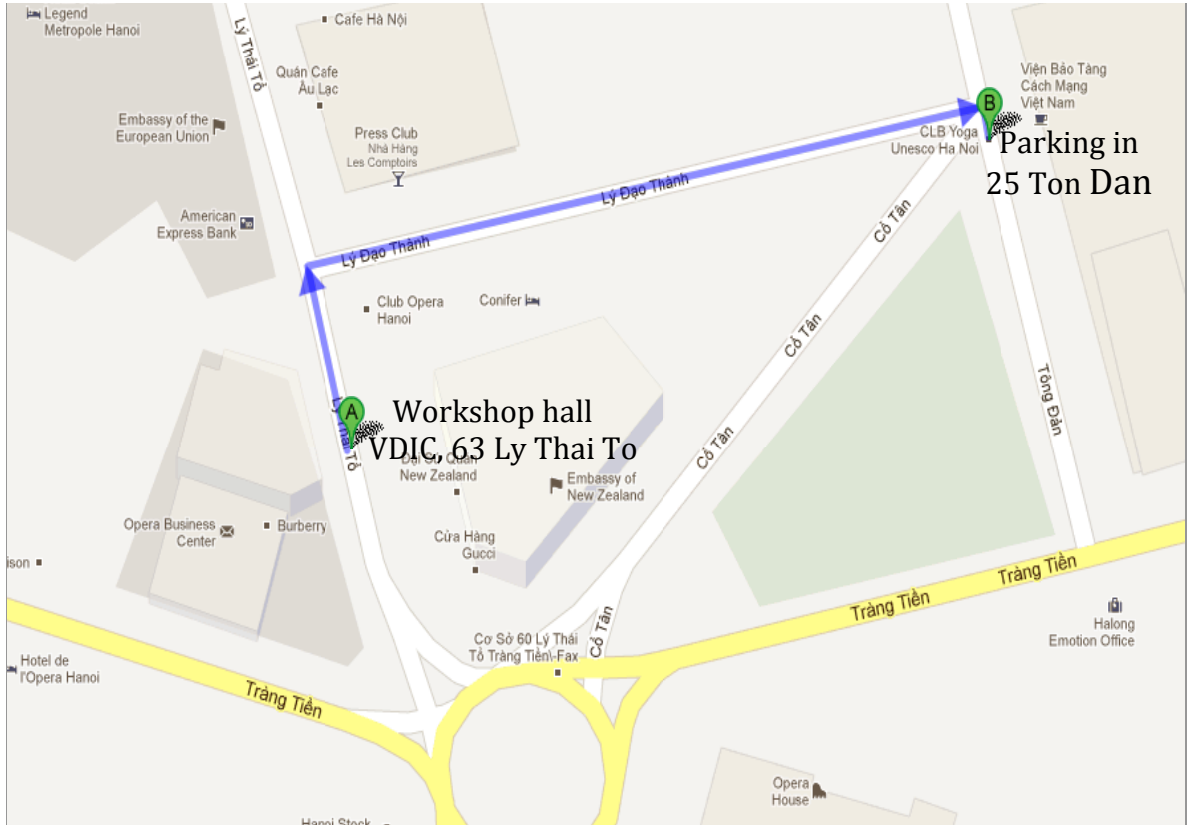 Legend
Metropole Hanoi
Lý Thái Tổ
Cafe Hà Nội
Quán Cafe
Âu Lạc
Embassy of the
European Union
Press Club
Nhà Hàng
Les Comptoirs
American
Express Bank
Viện Bảo Tàng
Cách Mạng
Việt Nam
B
CLB Yoga
Unesco Ha Noi
Parking in
25 Ton Dan
Lý Đạo Thành
Lý Đạo Thành
Cổ Tân
Club Opera
Hanoi
Conifer
Cổ Tân
Tông Đản
A
Workshop hall
VDIC, 63 Ly Thai To
Lý Thái Tổ
Đại Sứ Quán
New Zealand
Cổ Tân
Embassy of
New Zealand
Opera Business
Center
Burberry
Cửa Hàng
Gucci
ison
Tràng Tiền
Tràng Tiền
Cổ Tân
Halong
Emotion Office
Cơ Sở 60 Lý Thái
Tổ Tràng Tiền\-Fax
Hotel de
l'Opera Hanoi
Tràng Tiền
Opera
House
Hanoi Stock